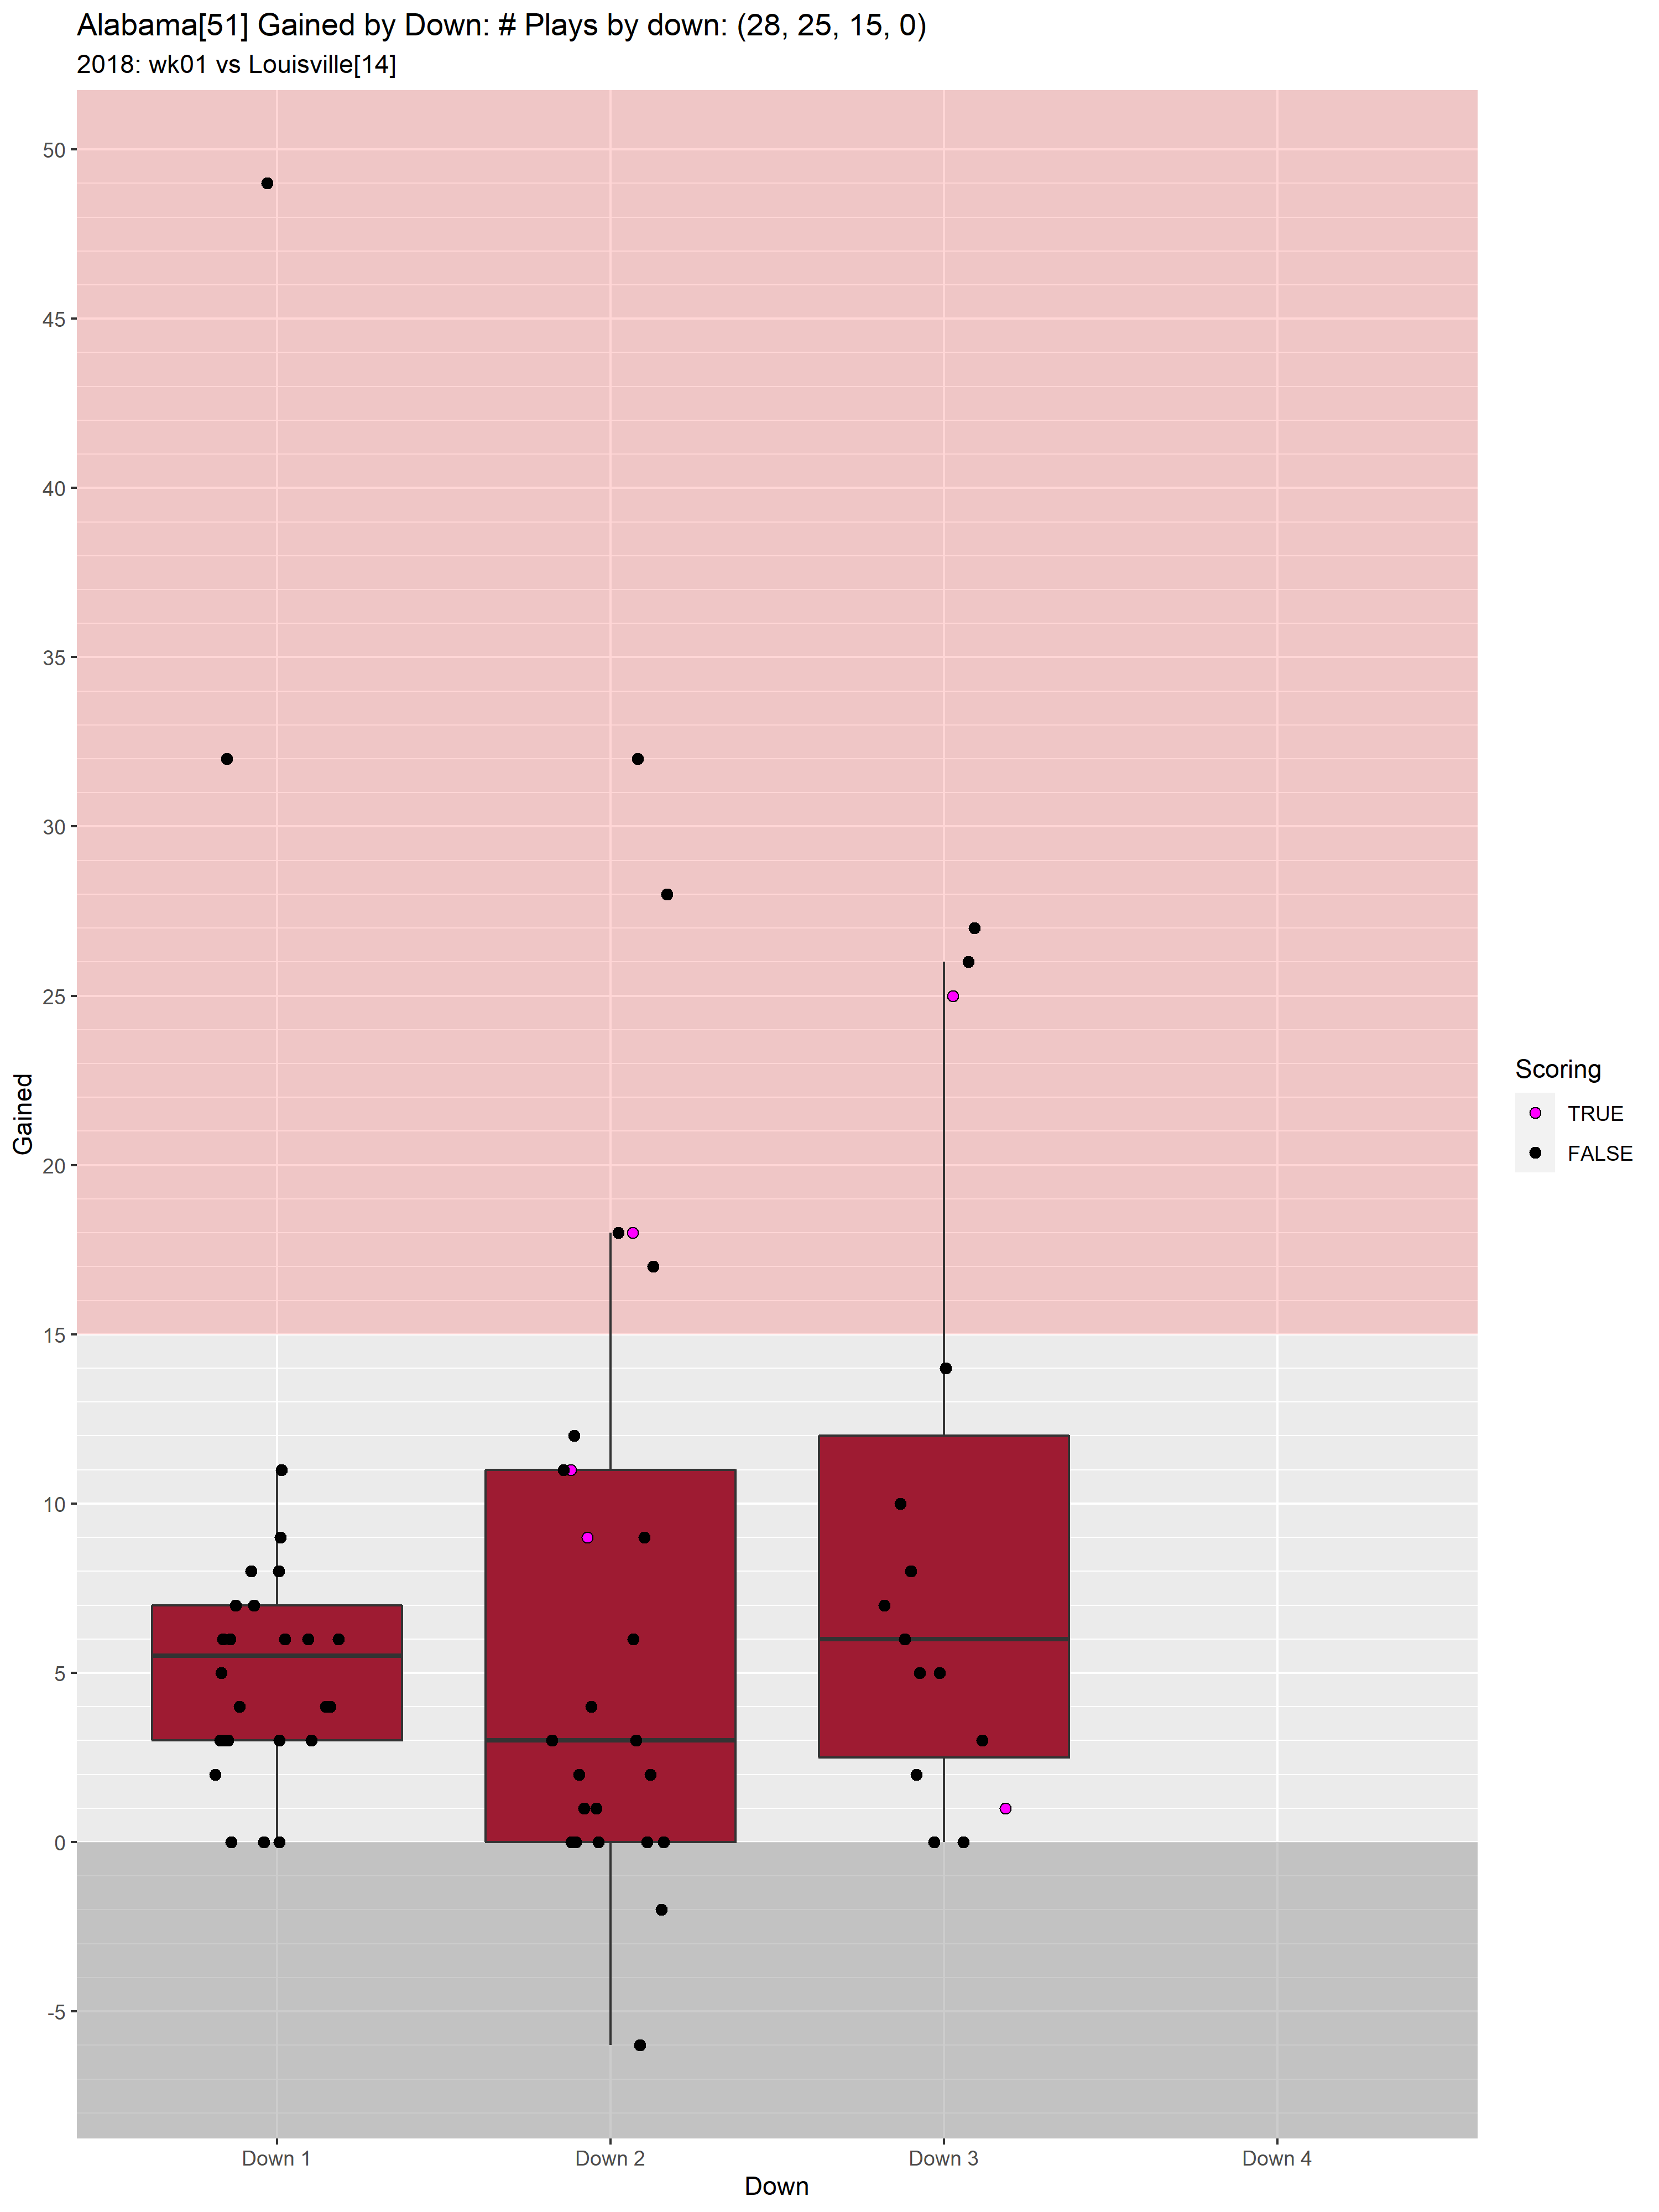 Alabama[51] Gained by Down: # Plays by down: (28, 25, 15, 0)
2018: wk01 vs Louisville[14]
50
45
40
35
30
25
20
15
10
5
0
-5
Gained
Down 1
Down 2
Down 3
Down 4
Down
Scoring
TRUE
FALSE